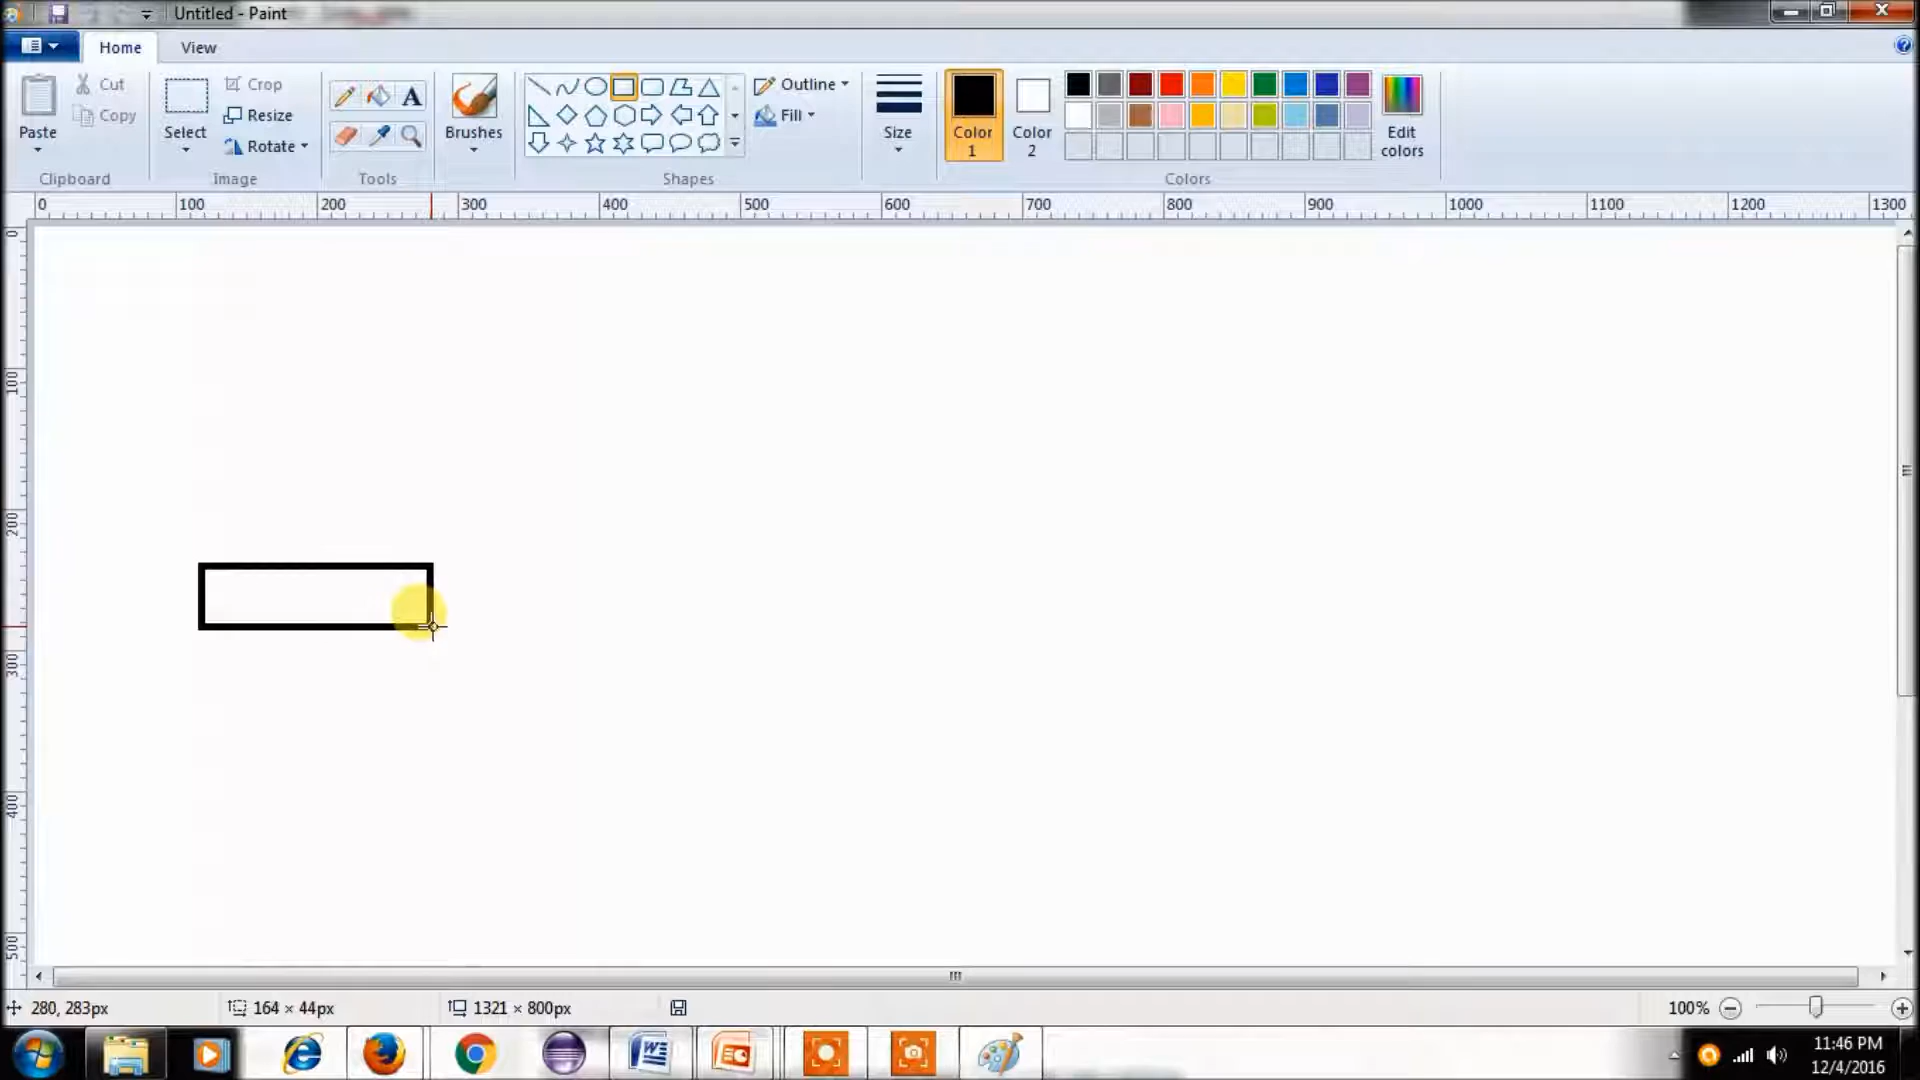 Untitled - Paint
Home View
Paste
Cut
Copy
Clipboard
Select
Crop
Resize
Rotate
Image
A
Tools
Brushes
Shapes
Outline
Fill
Size
Color
1
Color
2
Edit
colors
Colors
0 100 200 300 400 500 600 700 800 900 1000 1100 1200 1300
0
100
200
300
400
500
280, 283px
164 × 44px
1321 × 800px
100%
11:46 PM
12/4/2016